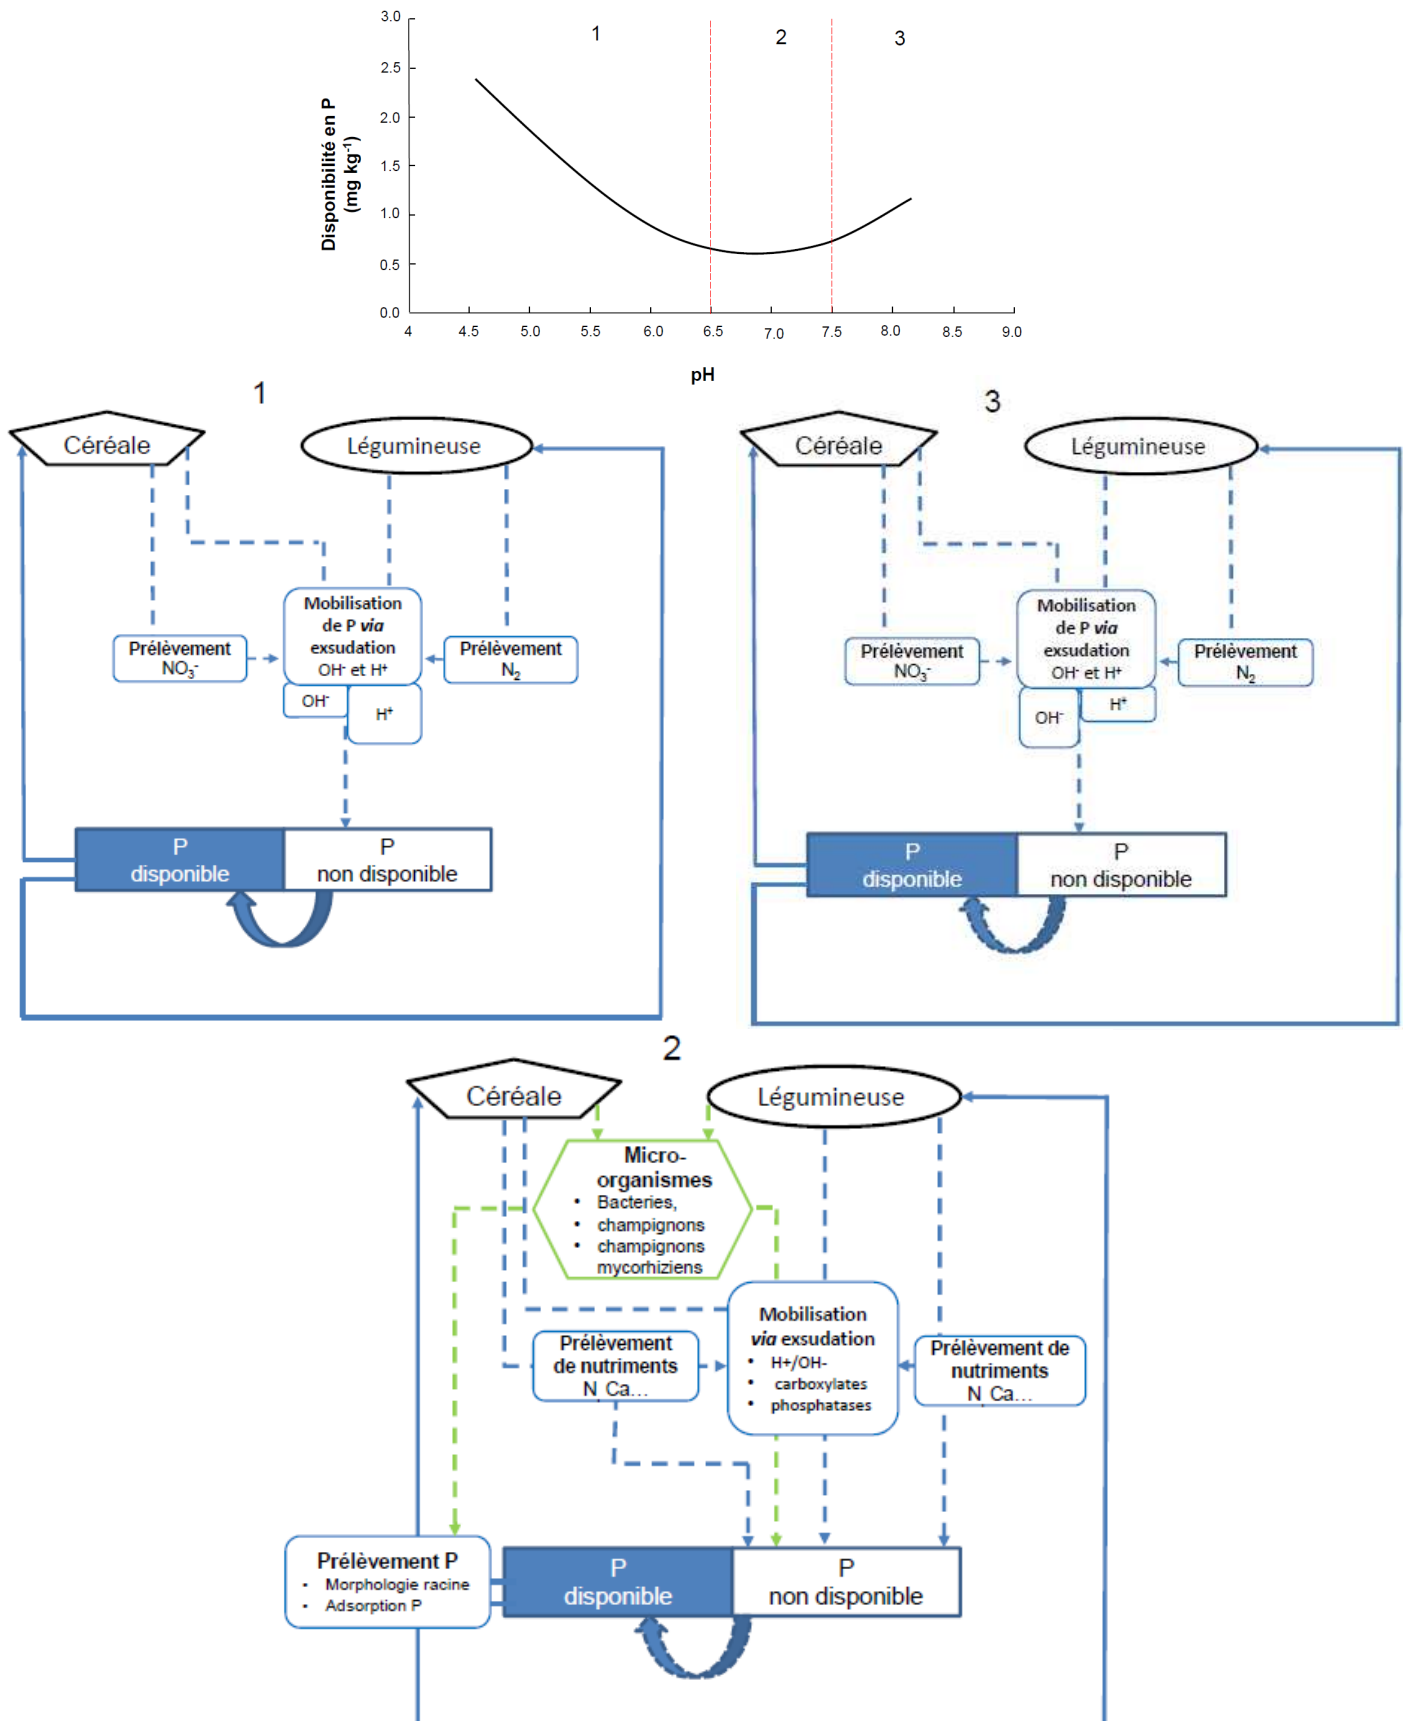 3.0
1
2
3
2.5
2.0
1.5
1.0
0.5
0.0
Disponibilité en P
(mg kg-1)
4
4.5
5.0
5.5
6.0
6.5
7.0
7.5
8.0
8.5
9.0
pH
1
Céréale
Légumineuse
Mobilisation
de P via
exsudation
OH- et H+
Prélèvement
NO3-
Prélèvement
N2
OH-
H+
P
disponible
P
non disponible
3
Céréale
Légumineuse
Mobilisation
de P via
exsudation
OH- et H+
Prélèvement
NO3-
Prélèvement
N2
OH-
H+
P
disponible
P
non disponible
2
Céréale
Légumineuse
Micro-
organismes
• Bacteries,
• champignons
• champignons
mycorhiziens
Mobilisation
via exsudation
• H+/OH-
• carboxylates
• phosphatases
Prélèvement
de nutriments
N, Ca...
Prélèvement de
nutriments
N, Ca...
Prélèvement P
• Morphologie racine
• Adsorption P
P
disponible
P
non disponible